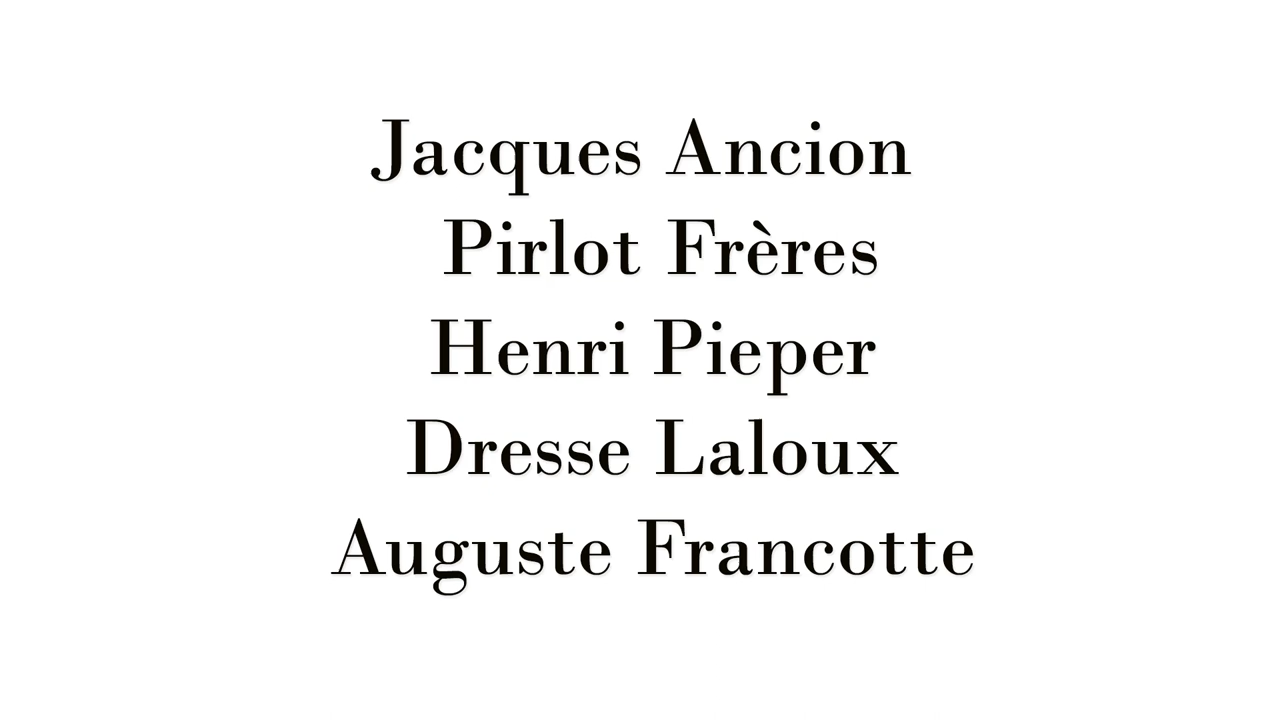 Jacques Ancion
Pirlot Frères
Henri Pieper
Dresse Laloux
Auguste Francotte